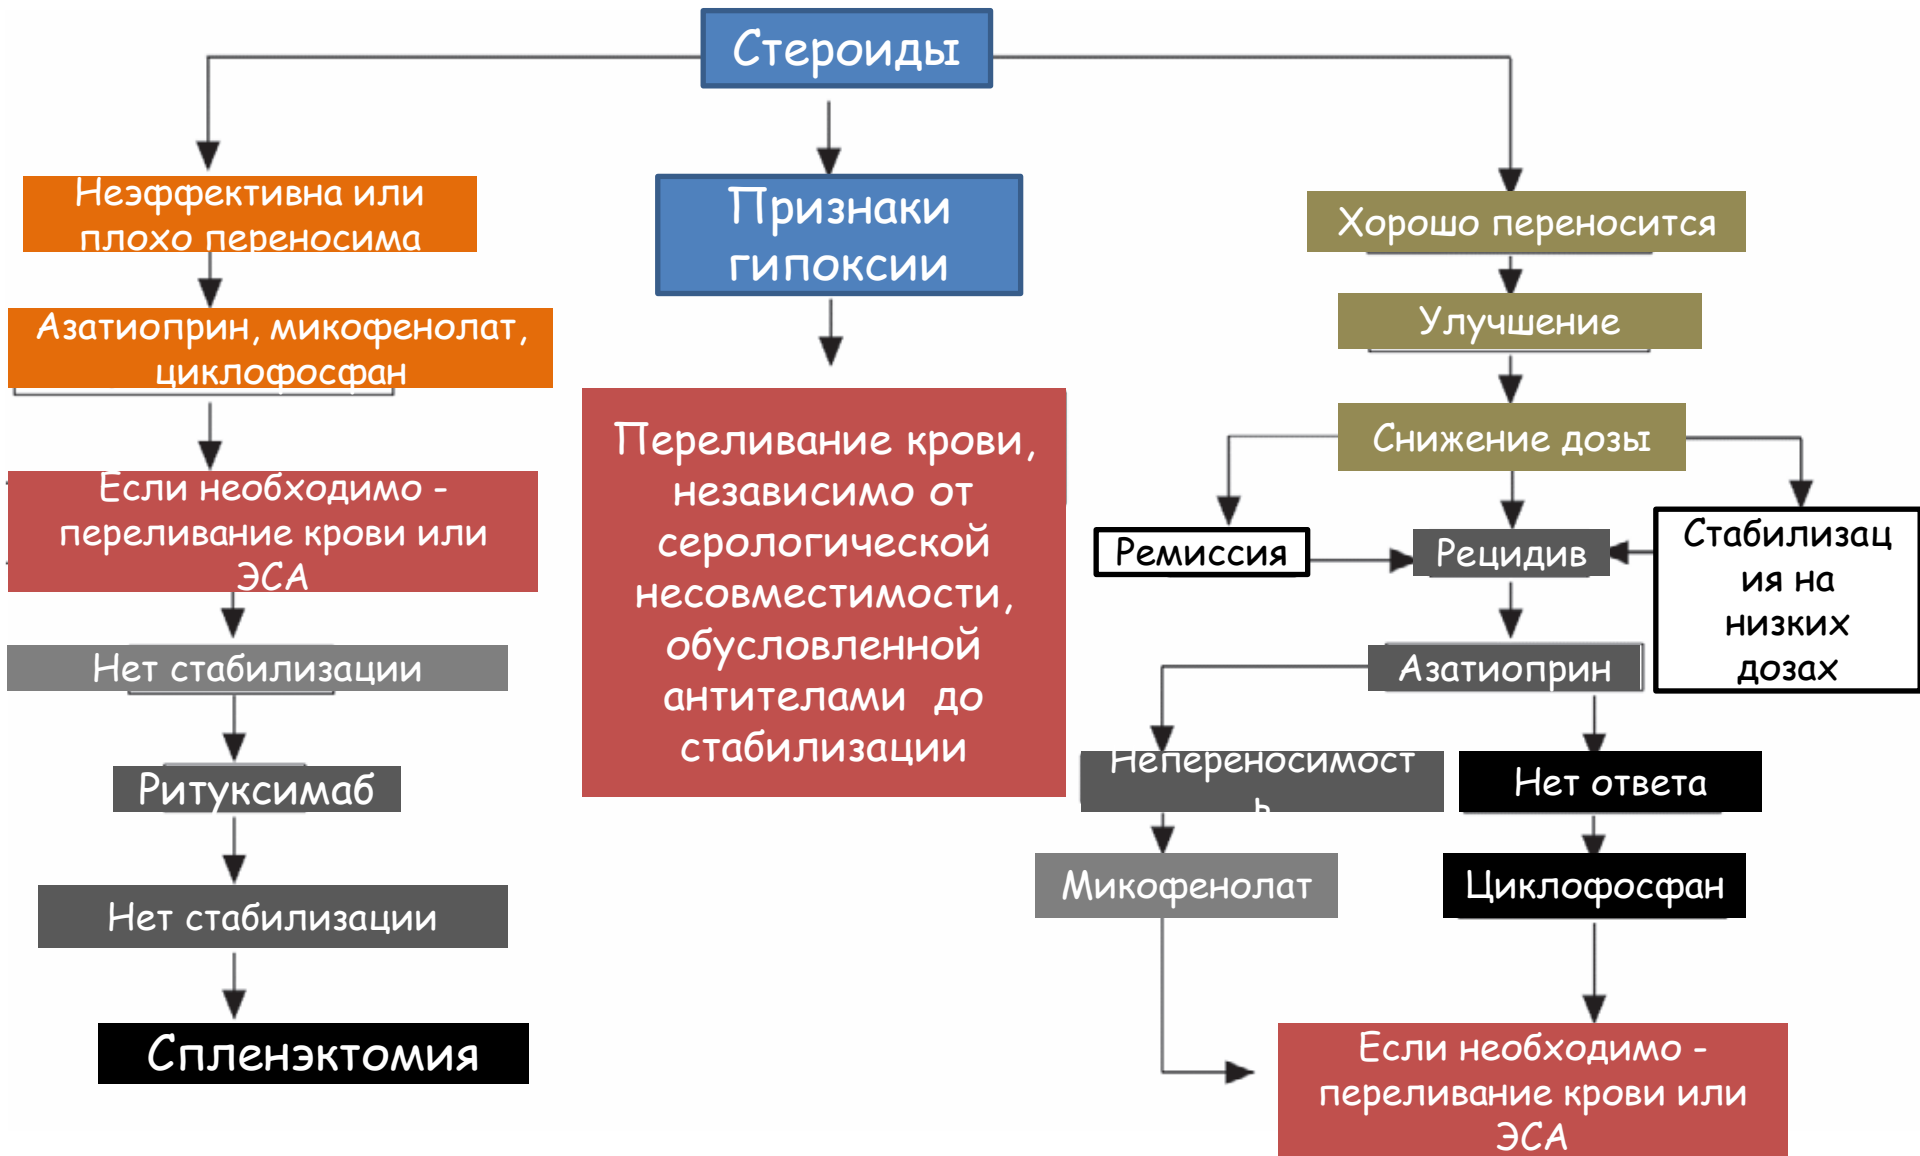 Стероиды
Неэффективна или
плохо переносима
Азатиоприн, микофенолат,
циклофосфан
Если необходимо -
переливание крови или
ЭСА
Нет стабилизации
Ритуксимаб
Нет стабилизации
Спленэктомия
Признаки
гипоксии
Переливание крови,
независимо от
серологической
несовместимости,
обусловленной
антителами до
стабилизации
Хорошо переносится
Улучшение
Снижение дозы
Ремиссия
Рецидив
Стабилизац
ия на
низких
дозах
Азатиоприн
Непереносимост
ь
Нет ответа
Микофенолат
Циклофосфан
Если необходимо -
переливание крови или
ЭСА